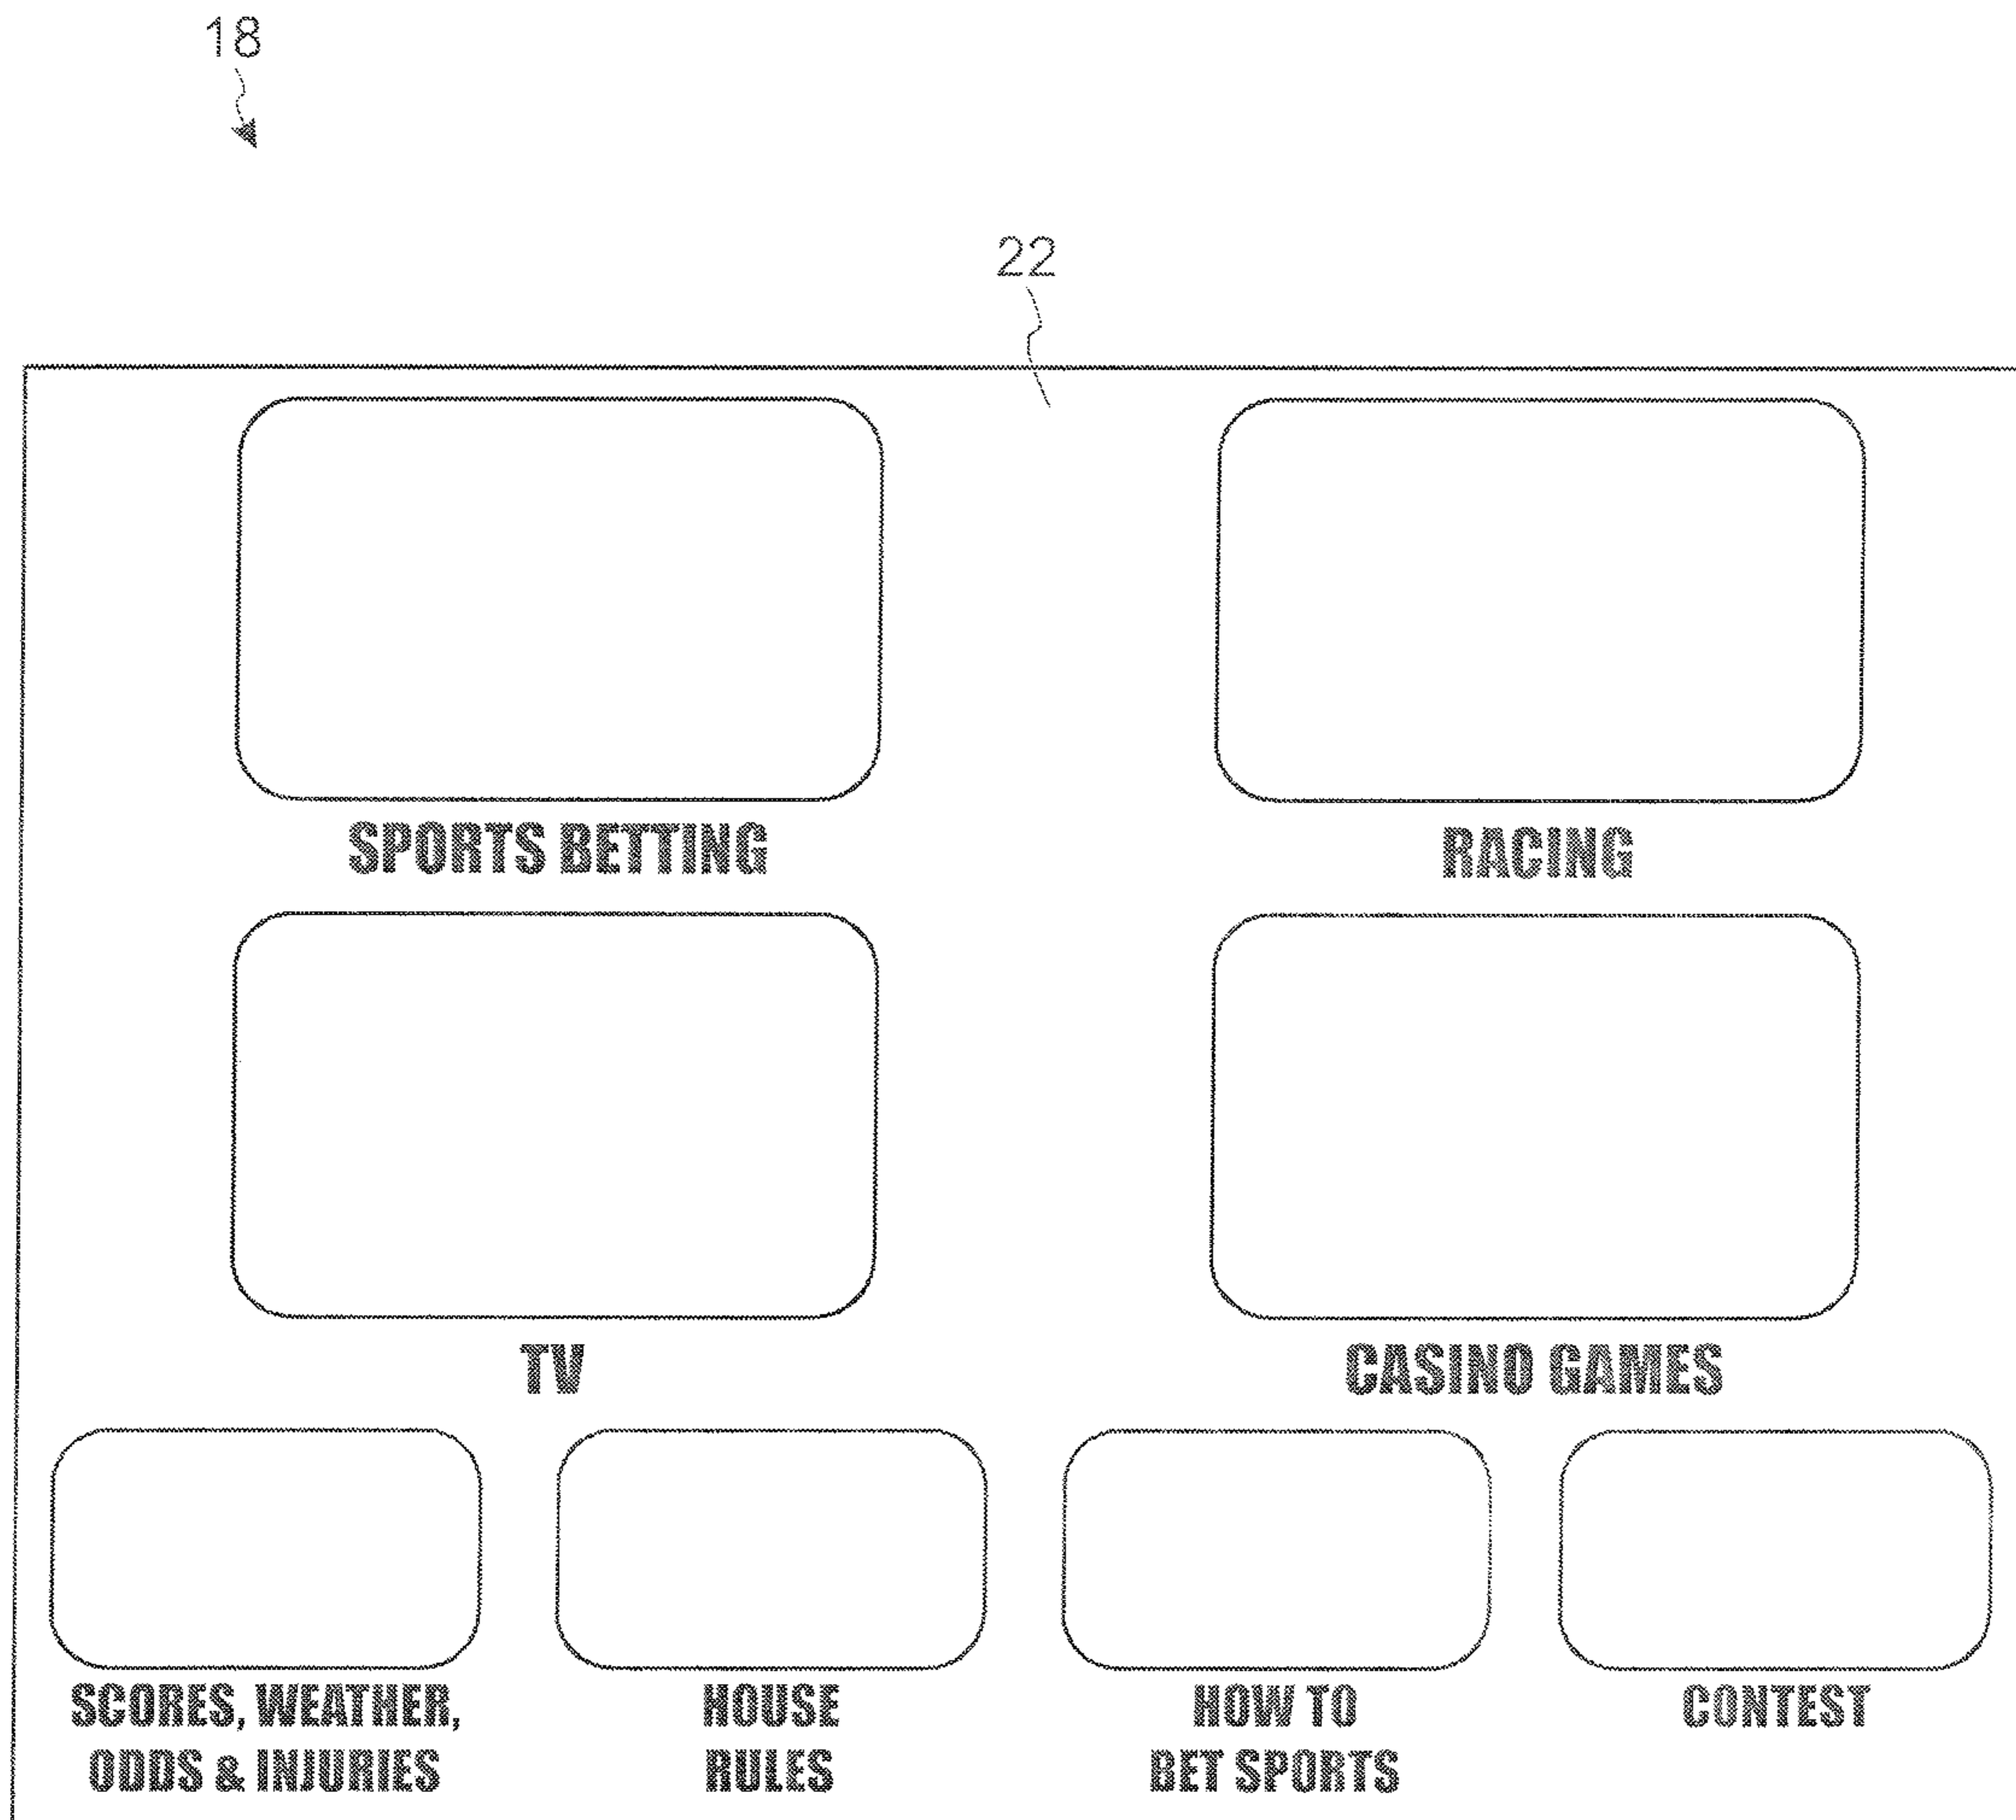 18
22
SPORTS BETTING
RACING
TV
CASINO GAMES
SCORES, WEATHER,
ODDS & INJURIES
HOUSE
RULES
HOW TO
BET SPORTS
CONTEST